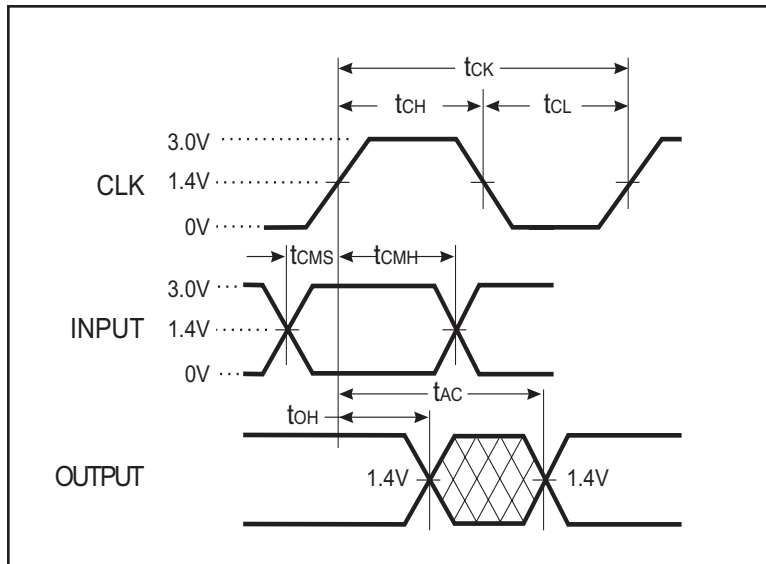 tCK
tCH tCL
3.0V
CLK 1.4V
0V
tCMS tCMH
3.0V
INPUT 1.4V
0V
tAC
tOH
OUTPUT 1.4V 1.4V